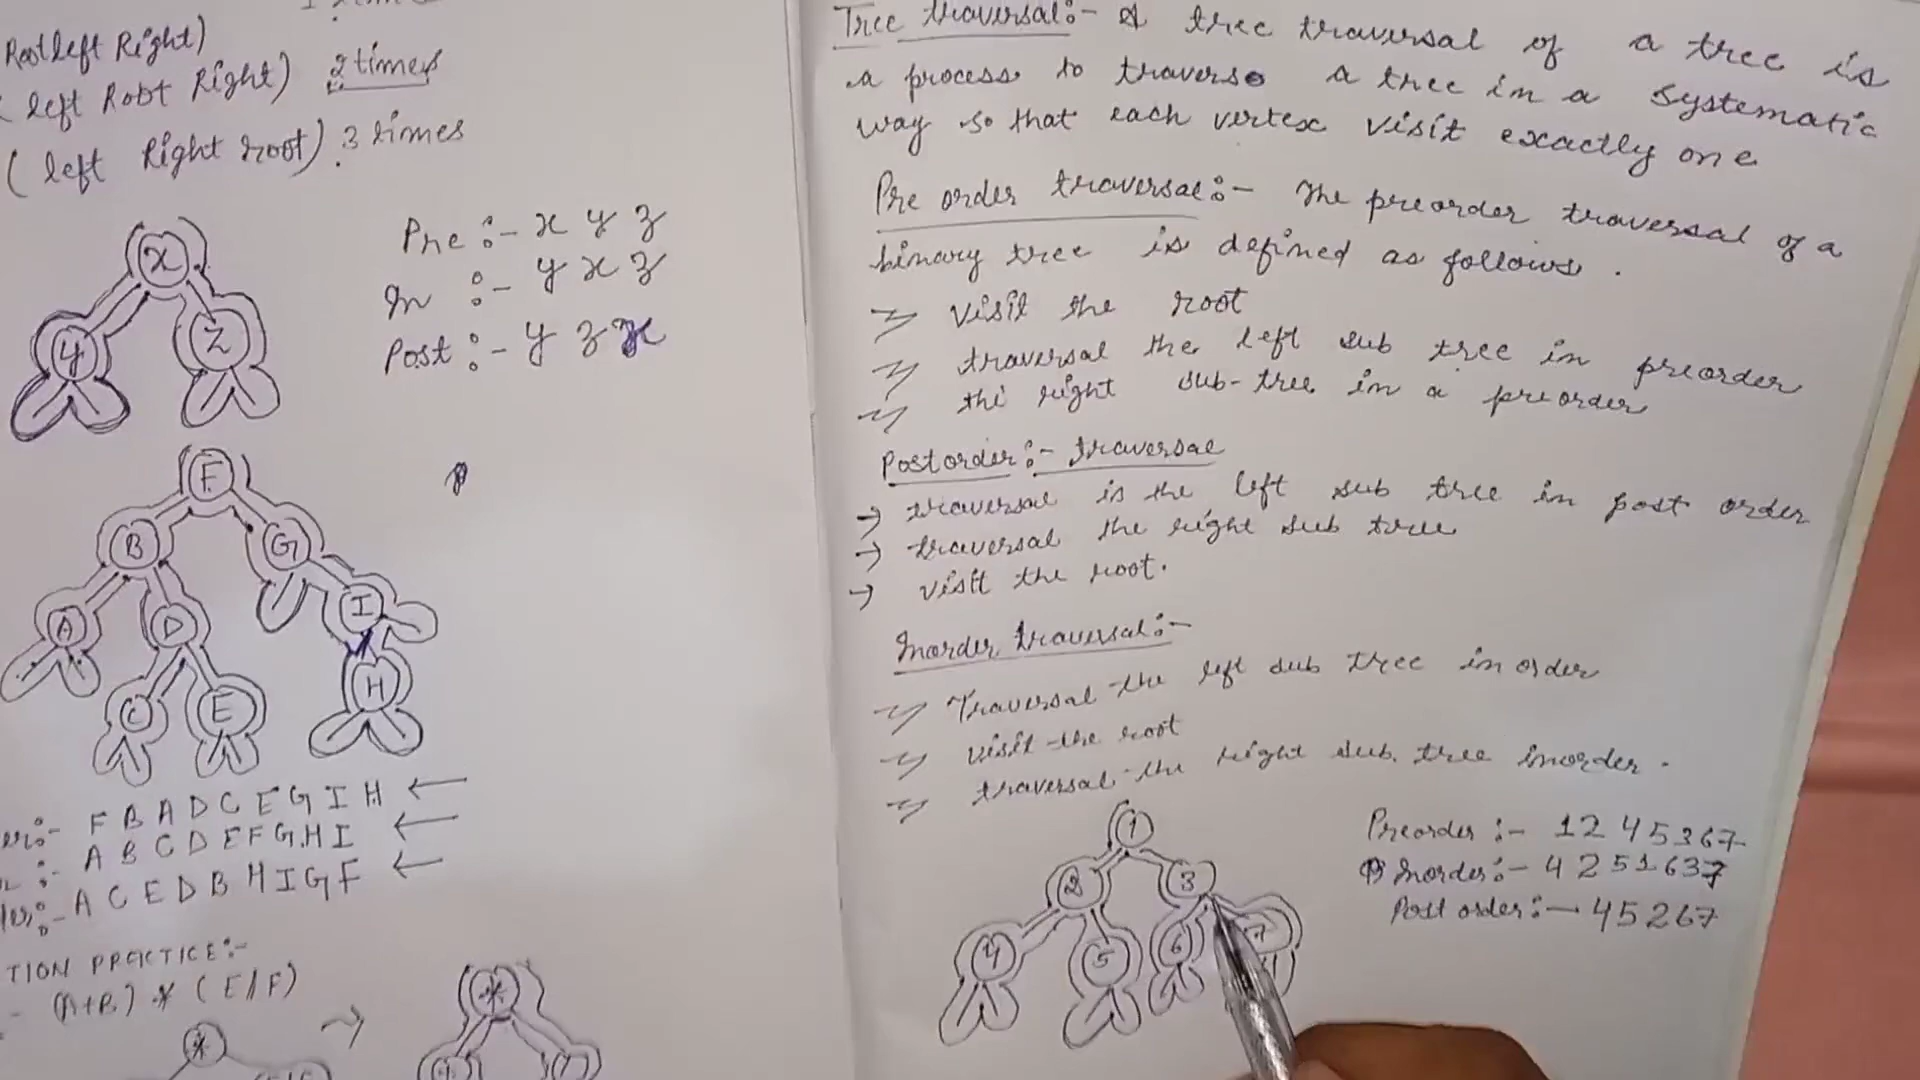 Root left Right)
( left Root Right) 2 times
( left Right root) 3 times
x
y
z
Pre :- x y z
In :- y x z
Post :- y z x
F
B G
A D I
C E H
F B A D C E G I H ←
A B C D E F G H I ←
A C E D B H I G F ←
TION PRACTICE:-
(A+B) * (E/F)
* → *
Tree traversal:- A tree traversal of a tree is
a process to traverse a tree in a systematic
way so that each vertex visit exactly one
Pre order traversal:- The preorder traversal of a
binary tree is defined as follows.
visit the root
traversal the left sub tree in preorder
the right sub-tree in a preorder
Post order:- traversal
→ traversal is the left sub tree in post order
→ traversal the right sub tree
→ visit the root.
Inorder traversal:-
Traversal the left sub tree in order
visit the root
traversal the right sub tree inorder.
1
2 3
4 5 6 7
Preorder :- 1245367
Inorder:- 4251637
Post order:- 45267